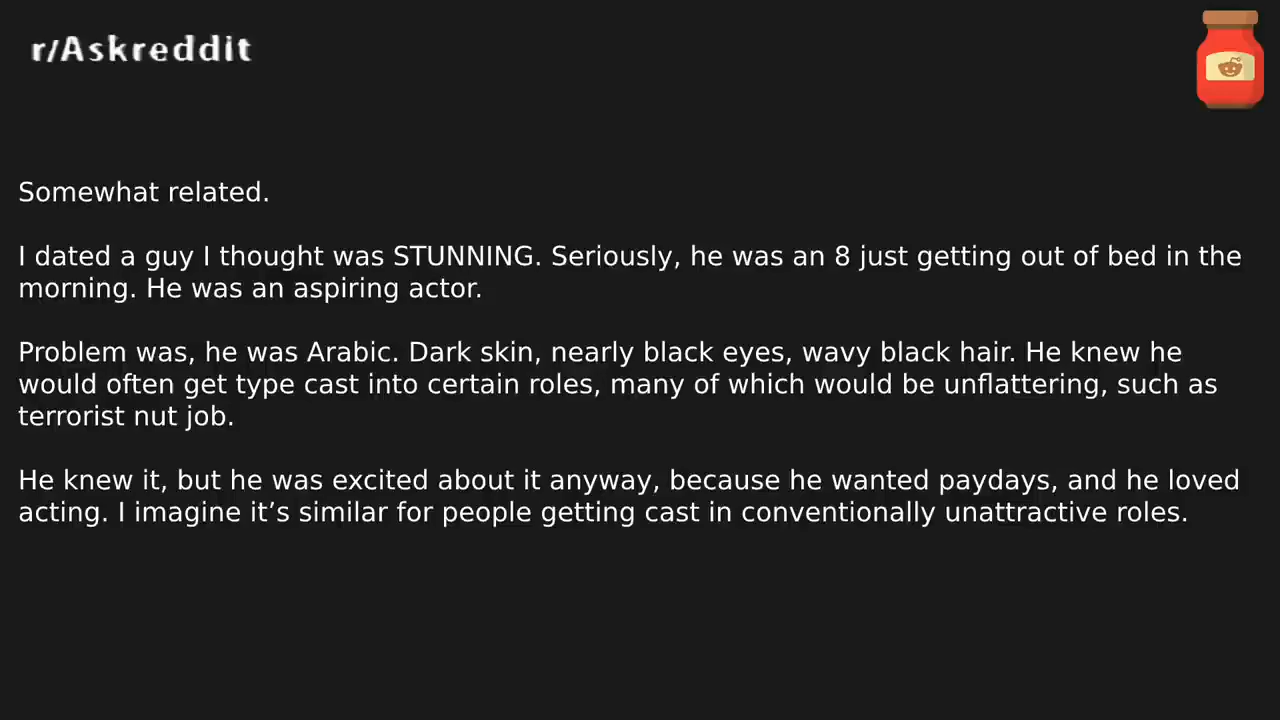 r/Askreddit
Somewhat related.
I dated a guy I thought was STUNNING. Seriously, he was an 8 just getting out of bed in the
morning. He was an aspiring actor.
Problem was, he was Arabic. Dark skin, nearly black eyes, wavy black hair. He knew he
would often get type cast into certain roles, many of which would be unflattering, such as
terrorist nut job.
He knew it, but he was excited about it anyway, because he wanted paydays, and he loved
acting. I imagine it’s similar for people getting cast in conventionally unattractive roles.